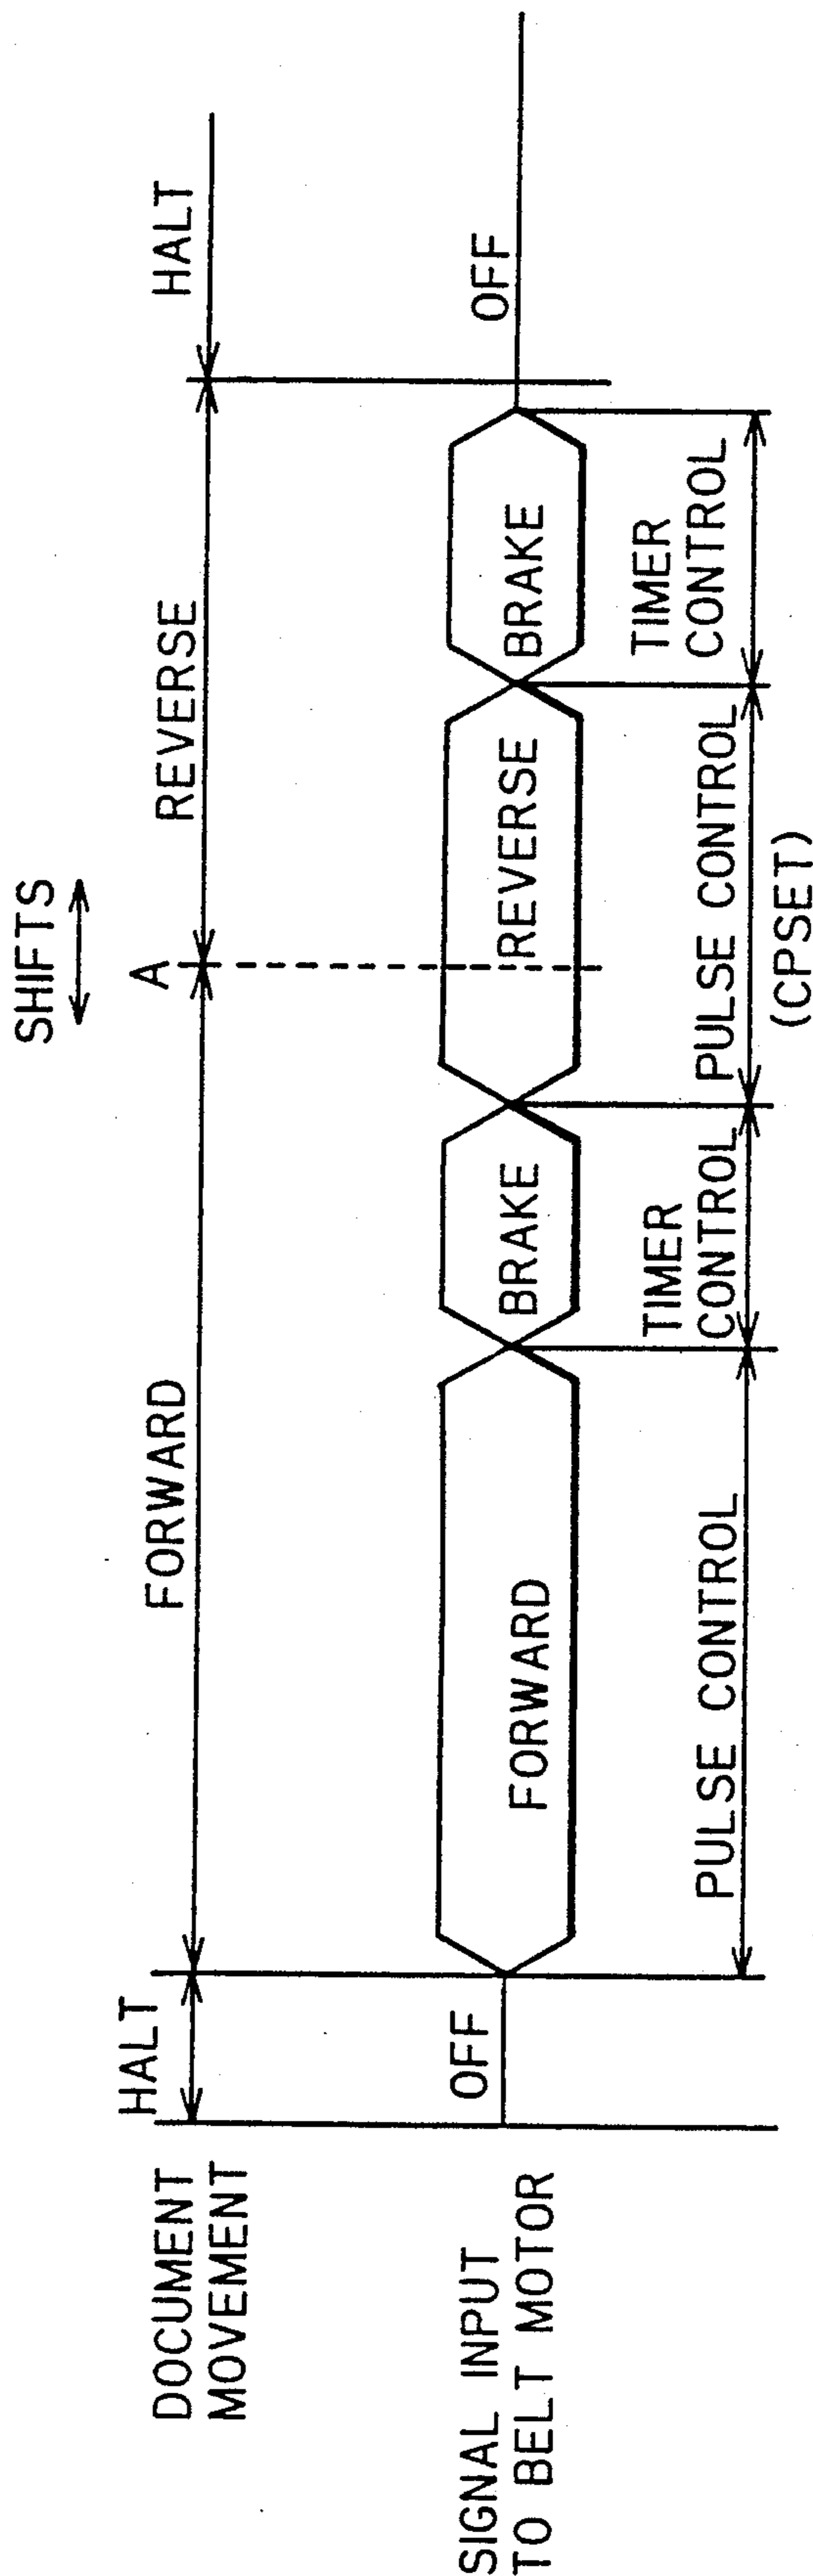 SHIFTS
A
HALT
FORWARD
REVERSE
HALT
DOCUMENT
MOVEMENT
OFF
FORWARD
BRAKE
REVERSE
BRAKE
OFF
SIGNAL INPUT
TO BELT MOTOR
PULSE CONTROL
TIMER
CONTROL
PULSE CONTROL
(CPSET)
TIMER
CONTROL